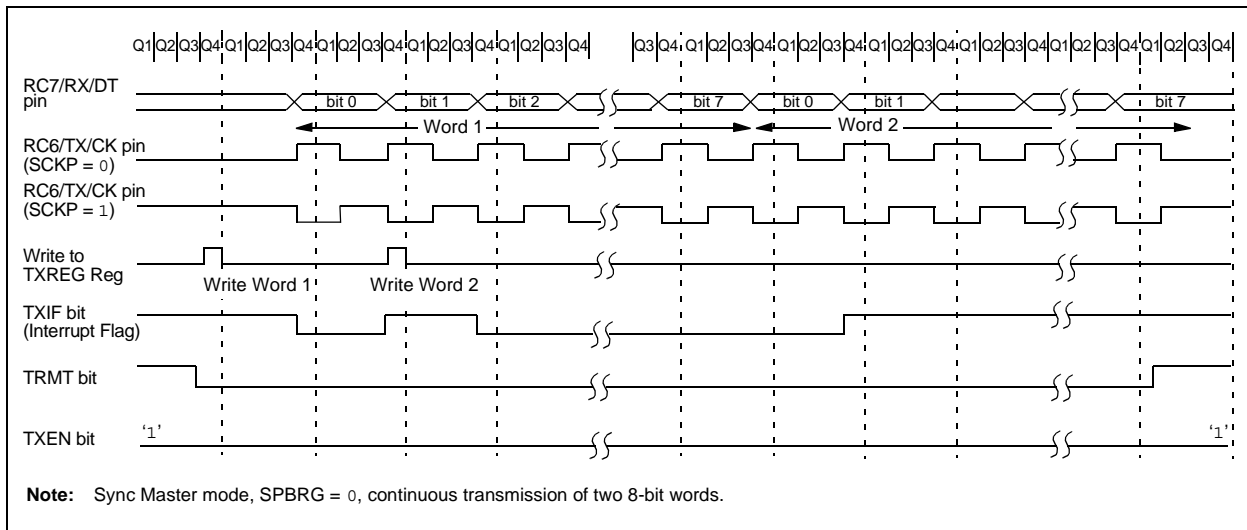 Q1 Q2 Q3 Q4 Q1 Q2 Q3 Q4 Q1 Q2 Q3 Q4 Q1 Q2 Q3 Q4 Q1 Q2 Q3 Q4 Q3 Q4 Q1 Q2 Q3 Q4 Q1 Q2 Q3 Q4 Q1 Q2 Q3 Q4 Q1 Q2 Q3 Q4 Q1 Q2 Q3 Q4 Q1 Q2 Q3 Q4
RC7/RX/DT
pin
bit 0 bit 1 bit 2 bit 7 bit 0 bit 1 bit 7
Word 1 Word 2
RC6/TX/CK pin
(SCKP = 0)
RC6/TX/CK pin
(SCKP = 1)
Write to
TXREG Reg
Write Word 1 Write Word 2
TXIF bit
(Interrupt Flag)
TRMT bit
TXEN bit
‘1’ ‘1’
Note: Sync Master mode, SPBRG = 0, continuous transmission of two 8-bit words.